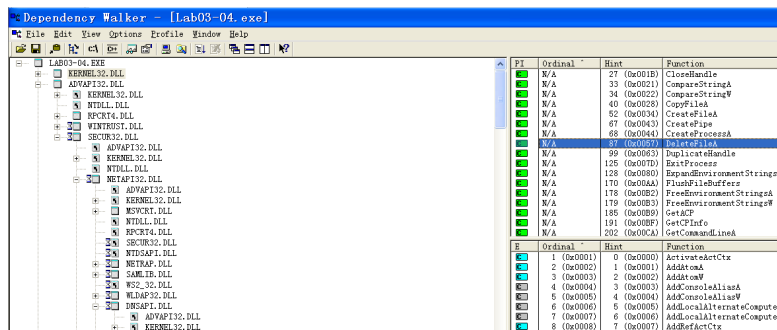 Dependency Walker - [Lab03-04.exe]
File Edit View Options Profile Window Help
LAB03-04.EXE
KERNEL32.DLL
ADVAPI32.DLL
KERNEL32.DLL
NTDLL.DLL
RPCRT4.DLL
WINTRUST.DLL
SECUR32.DLL
ADVAPI32.DLL
KERNEL32.DLL
NTDLL.DLL
NETAPI32.DLL
ADVAPI32.DLL
KERNEL32.DLL
MSVCRT.DLL
NTDLL.DLL
RPCRT4.DLL
SECUR32.DLL
NTDSAPI.DLL
NETRAP.DLL
SAMLIB.DLL
WS2_32.DLL
WLDAP32.DLL
DNSAPI.DLL
ADVAPI32.DLL
KERNEL32.DLL
PI Ordinal ^ Hint Function
N/A 27 (0x001B) CloseHandle
N/A 33 (0x0021) CompareStringA
N/A 34 (0x0022) CompareStringW
N/A 40 (0x0028) CopyFileA
N/A 52 (0x0034) CreateFileA
N/A 67 (0x0043) CreatePipe
N/A 68 (0x0044) CreateProcessA
N/A 87 (0x0057) DeleteFileA
N/A 99 (0x0063) DuplicateHandle
N/A 125 (0x007D) ExitProcess
N/A 128 (0x0080) ExpandEnvironmentStrings
N/A 170 (0x00AA) FlushFileBuffers
N/A 178 (0x00B2) FreeEnvironmentStringsA
N/A 179 (0x00B3) FreeEnvironmentStringsW
N/A 185 (0x00B9) GetACP
N/A 191 (0x00BF) GetCPInfo
N/A 202 (0x00CA) GetCommandLineA
E Ordinal ^ Hint Function
1 (0x0001) 0 (0x0000) ActivateActCtx
2 (0x0002) 1 (0x0001) AddAtomA
3 (0x0003) 2 (0x0002) AddAtomW
4 (0x0004) 3 (0x0003) AddConsoleAliasA
5 (0x0005) 4 (0x0004) AddConsoleAliasW
6 (0x0006) 5 (0x0005) AddLocalAlternateCompute
7 (0x0007) 6 (0x0006) AddLocalAlternateCompute
8 (0x0008) 7 (0x0007) AddRefActCtx